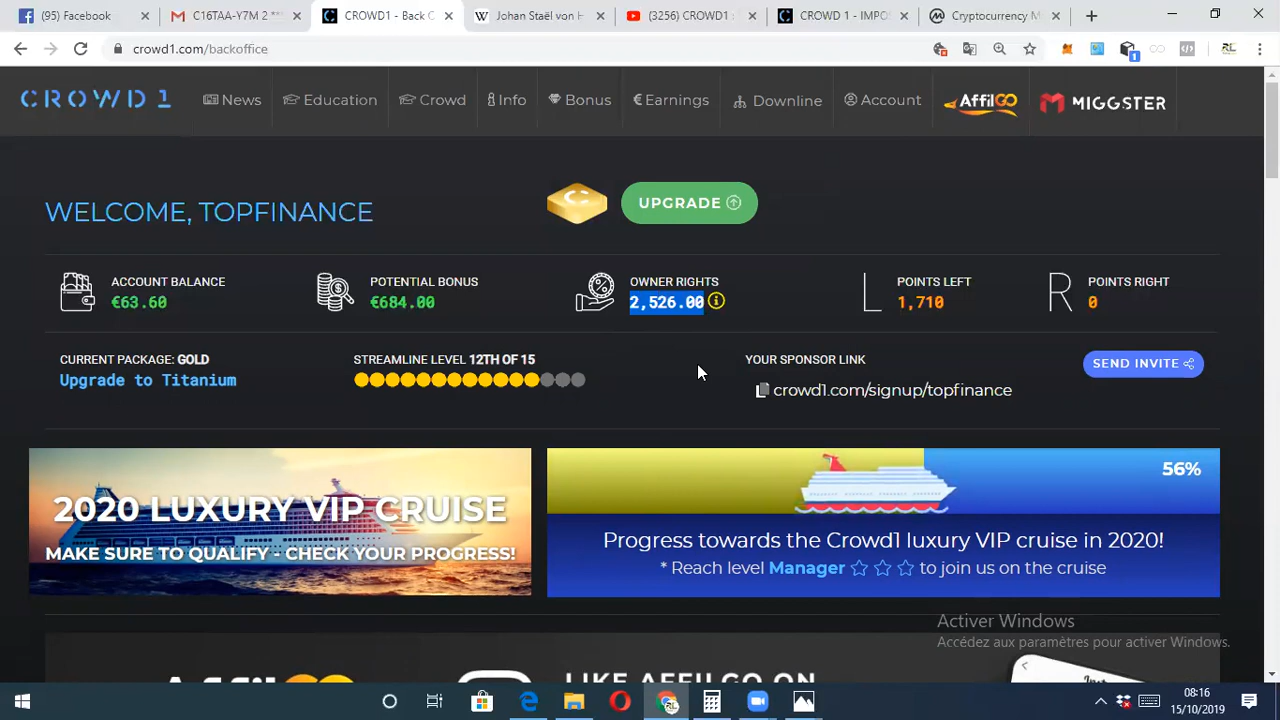 (95) Facebook
C16TAA-Y7M 2 **
CROWD1 - Back C
Johan Staël von H
(3256) CROWD1 :
CROWD 1 - IMPO
Cryptocurrency M
crowd1.com/backoffice
CROWD1
News
Education
Crowd
Info
Bonus
Earnings
Downline
Account
AffilGO
MIGGSTER
WELCOME, TOPFINANCE
UPGRADE
ACCOUNT BALANCE
€63.60
POTENTIAL BONUS
€684.00
OWNER RIGHTS
2,526.00
L
POINTS LEFT
1,710
R
POINTS RIGHT
0
CURRENT PACKAGE: GOLD
Upgrade to Titanium
STREAMLINE LEVEL 12TH OF 15
YOUR SPONSOR LINK
crowd1.com/signup/topfinance
SEND INVITE
2020 LUXURY VIP CRUISE
MAKE SURE TO QUALIFY - CHECK YOUR PROGRESS!
56%
Progress towards the Crowd1 luxury VIP cruise in 2020!
* Reach level Manager to join us on the cruise
Activer Windows
Accédez aux paramètres pour activer Windows.
AffilGO
LIKE AFFILGO ON
08:16
15/10/2019